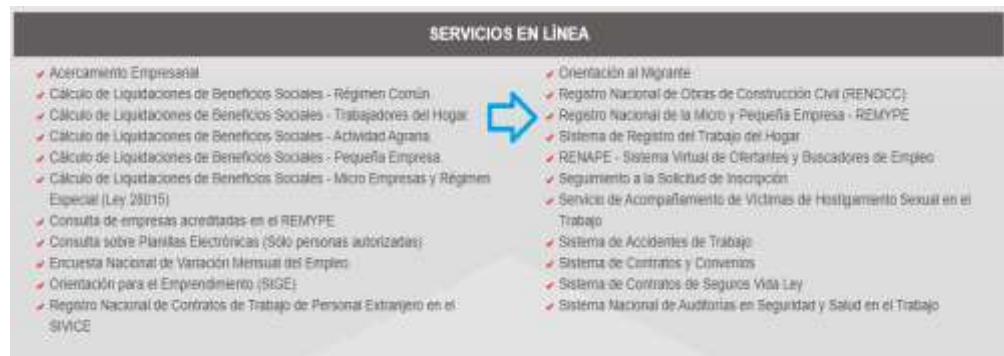 SERVICIOS EN LÍNEA
Acercamiento Empresarial
Cálculo de Liquidaciones de Beneficios Sociales - Régimen Común
Cálculo de Liquidaciones de Beneficios Sociales - Trabajadores del Hogar
Cálculo de Liquidaciones de Beneficios Sociales - Actividad Agraria
Cálculo de Liquidaciones de Beneficios Sociales - Pequeña Empresa
Cálculo de Liquidaciones de Beneficios Sociales - Micro Empresas y Régimen
Especial (Ley 28015)
Consulta de empresas acreditadas en el REMYPE
Consulta sobre Planillas Electrónicas (Sólo personas autorizadas)
Encuesta Nacional de Variación Mensual del Empleo
Orientación para el Emprendimiento (SIGE)
Registro Nacional de Contratos de Trabajo de Personal Extranjero en el
SIVICE
Orientación al Migrante
Registro Nacional de Obras de Construcción Civil (RENOCC)
Registro Nacional de la Micro y Pequeña Empresa - REMYPE
Sistema de Registro del Trabajo del Hogar
RENAPE - Sistema Virtual de Ofertantes y Buscadores de Empleo
Seguimiento a la Solicitud de Inscripción
Servicio de Acompañamiento de Víctimas de Hostigamiento Sexual en el
Trabajo
Sistema de Accidentes de Trabajo
Sistema de Contratos y Convenios
Sistema de Contratos de Seguros Vida Ley
Sistema Nacional de Auditorías en Seguridad y Salud en el Trabajo